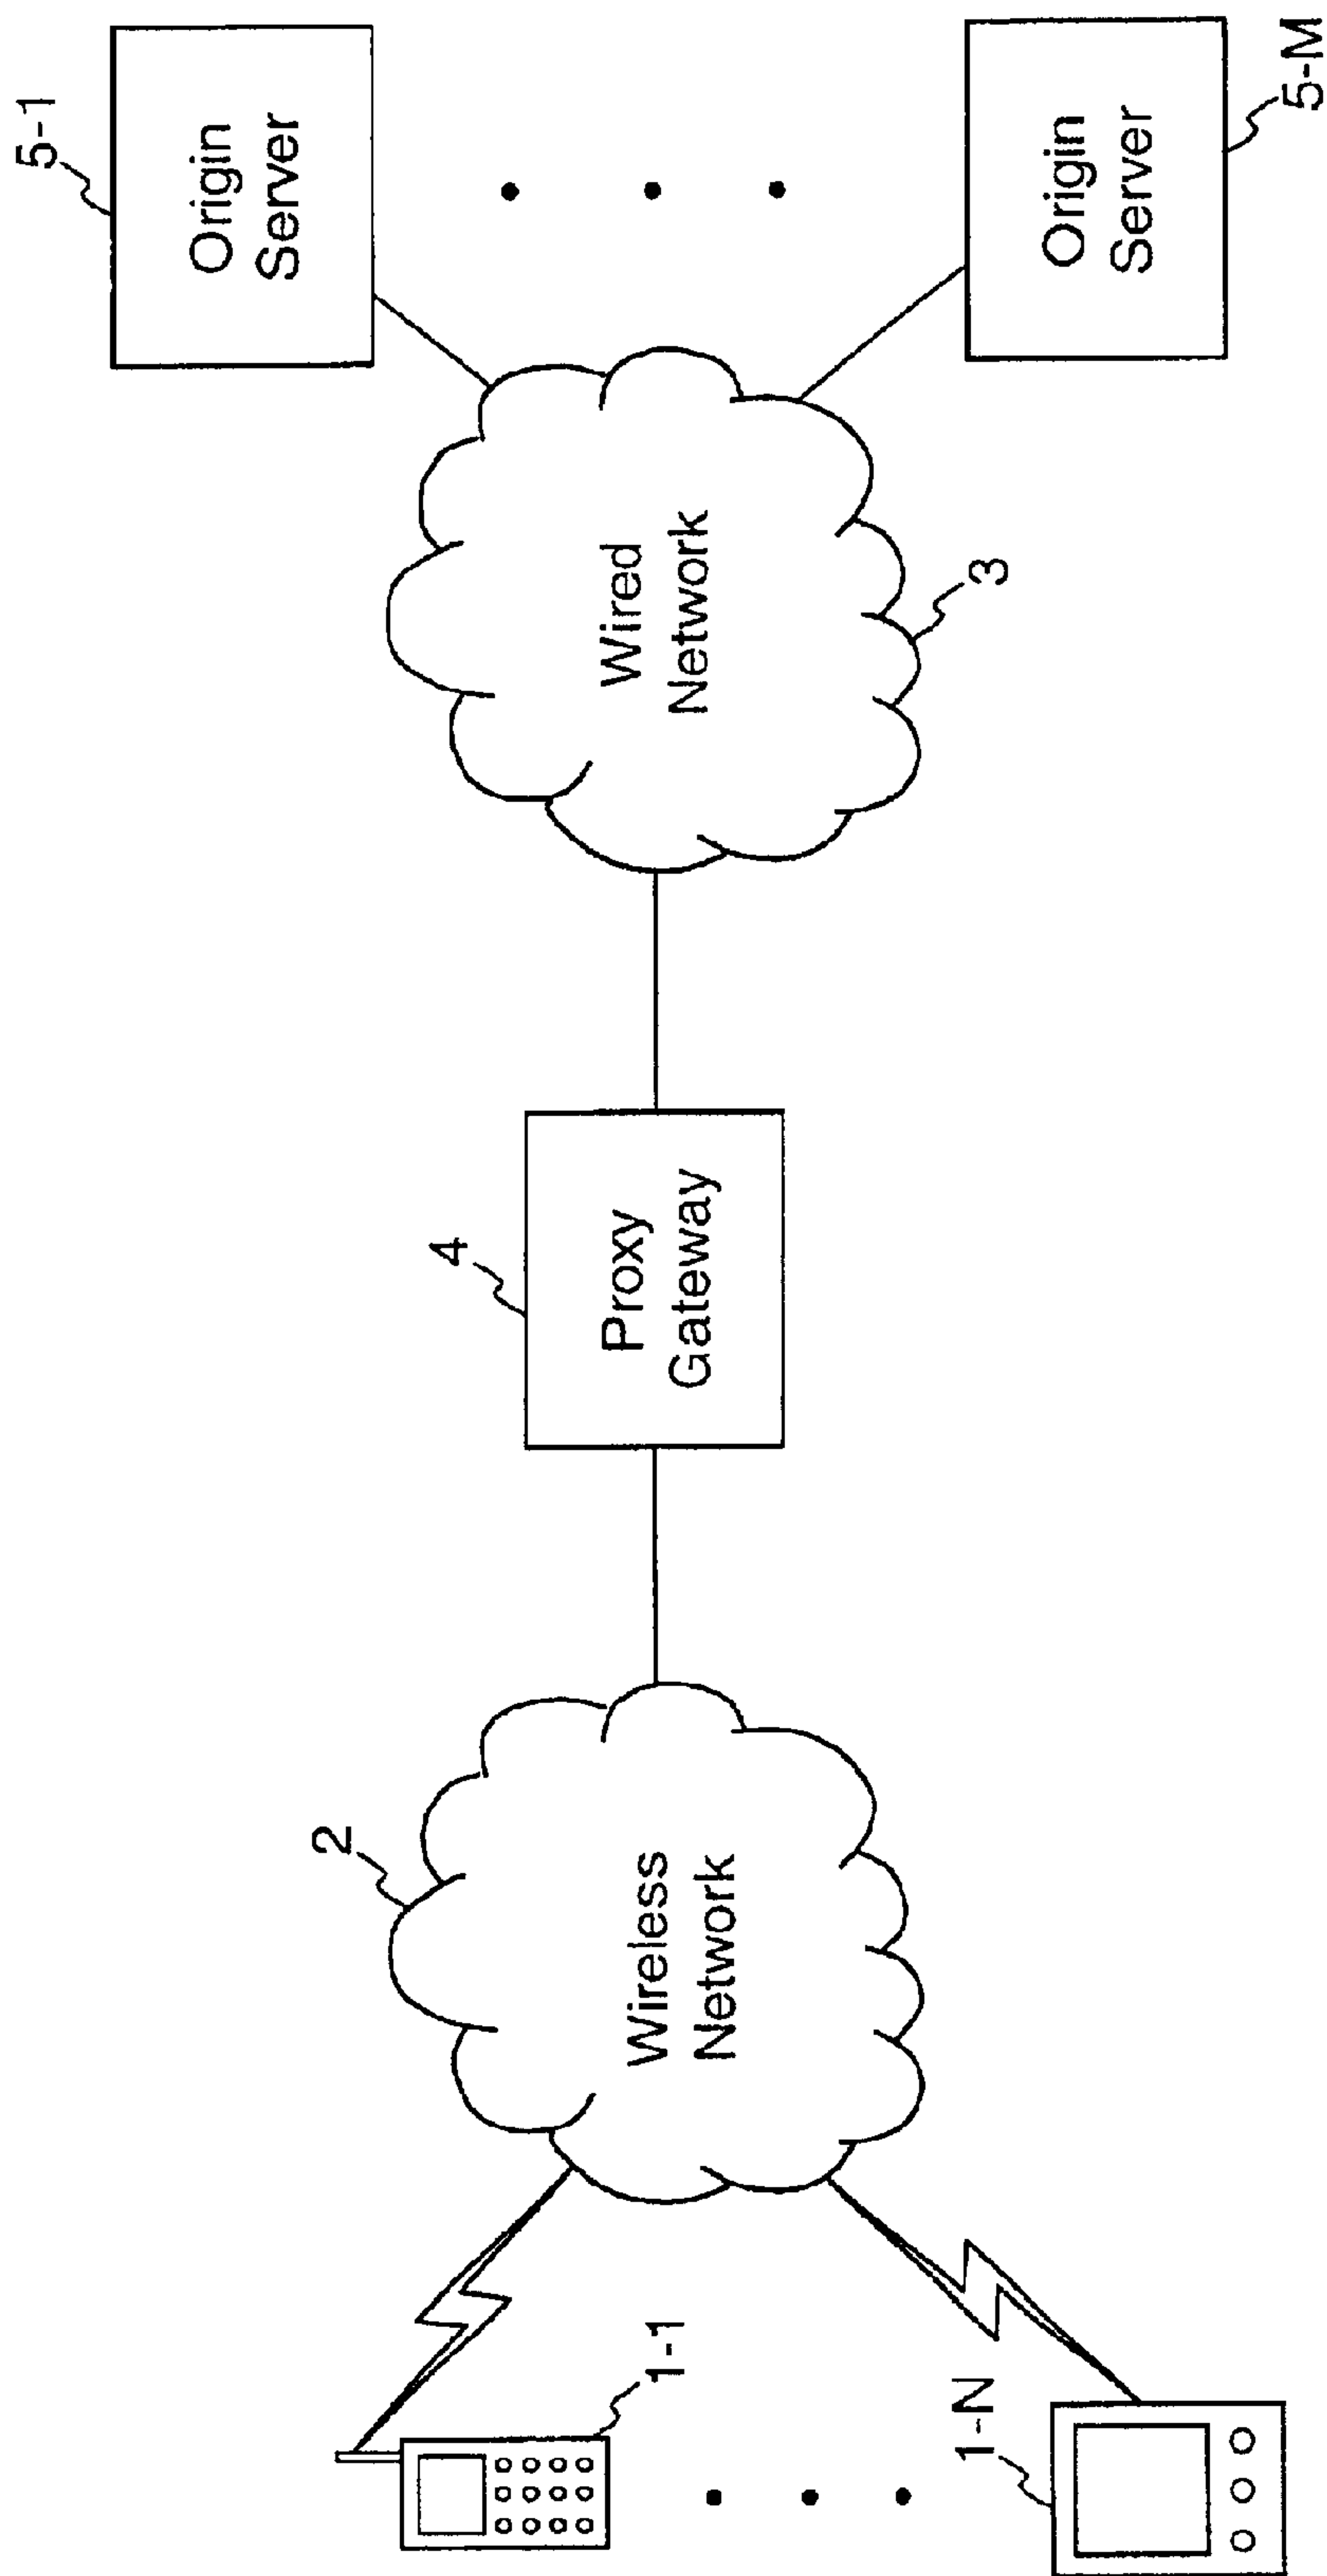 1-1
1-N
2
Wireless
Network
4
Proxy
Gateway
Wired
Network
3
5-1
Origin
Server
Origin
Server
5-M